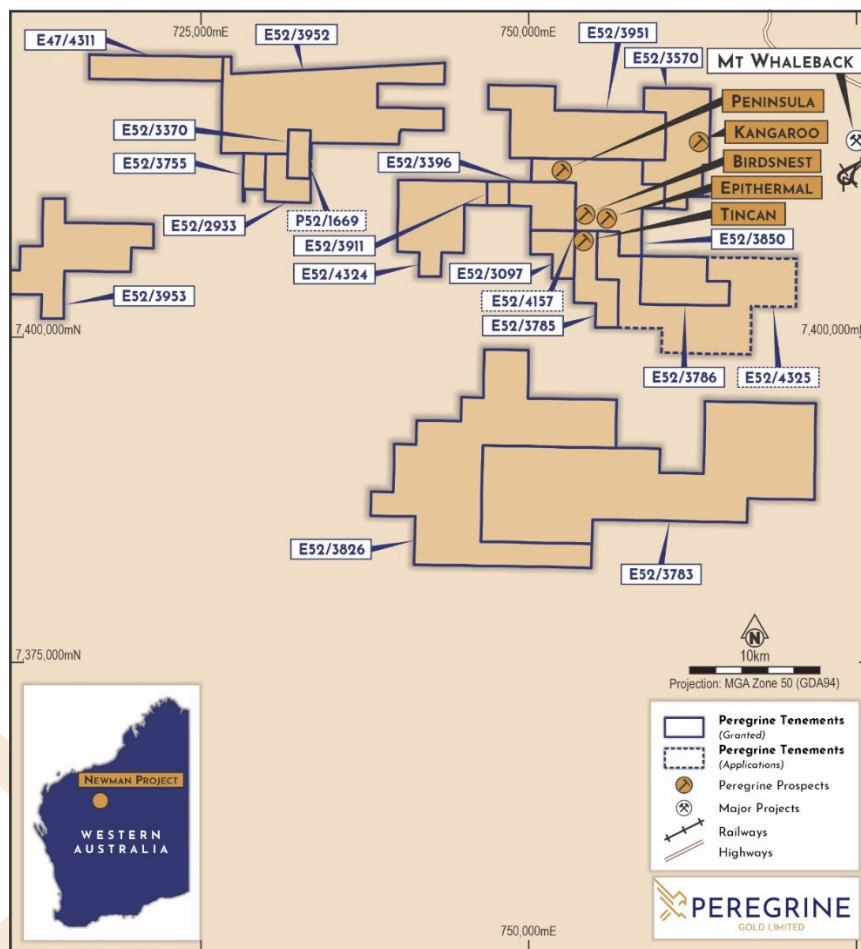 725,000mE
750,000mE
E47/4311
E52/3952
E52/3951
E52/3570
MT WHALEBACK
PENINSULA
KANGAROO
BIRDSNEST
EPITHERMAL
TINCAN
E52/3370
E52/3755
E52/3396
P52/1669
E52/2933
E52/3911
E52/3850
E52/4324
E52/3097
E52/3953
E52/4157
E52/3785
7,400,000mN
7,400,000mN
E52/3786
E52/4325
E52/3826
E52/3783
7,375,000mN
N
10km
Projection: MGA Zone 50 (GDA94)
NEWMAN PROJECT
WESTERN
AUSTRALIA
Peregrine Tenements
(Granted)
Peregrine Tenements
(Applications)
Peregrine Prospects
Major Projects
Railways
Highways
PEREGRINE
GOLD LIMITED
750,000mE